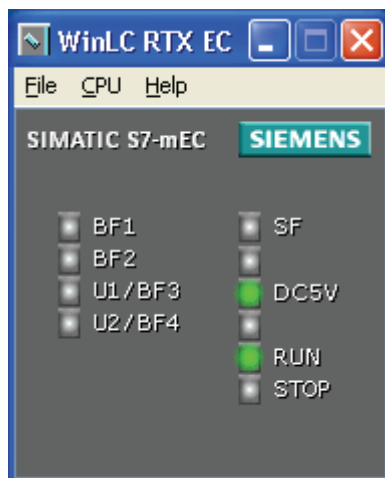 WinLC RTX EC
File CPU Help
SIMATIC S7-mEC SIEMENS
BF1 SF
BF2
U1/BF3 DC5V
U2/BF4
RUN
STOP